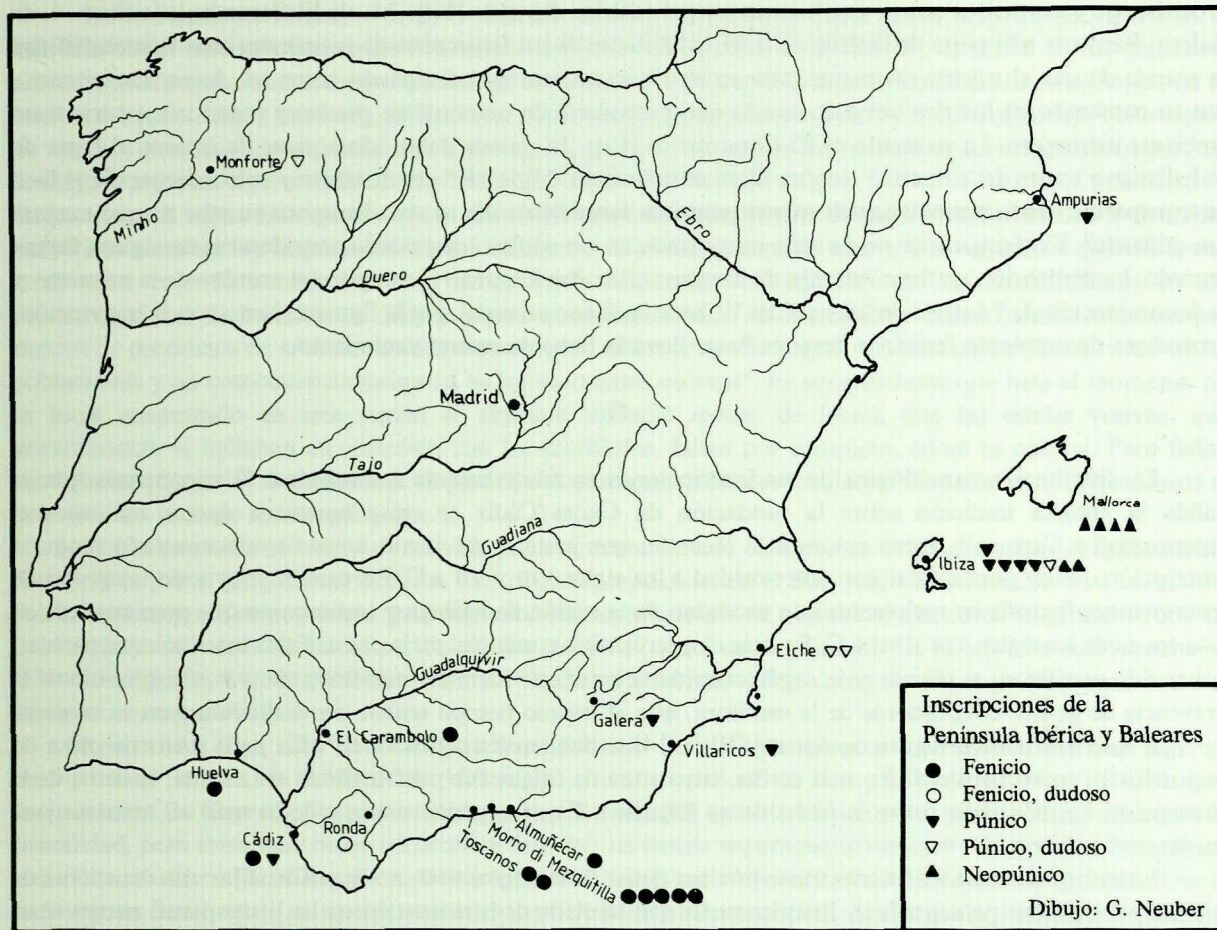 Monforte
Miño
Duero
Ebro
Ampurias
Madrid
Tajo
Mallorca
Guadiana
Ibiza
Elche
Guadalquivir
Galera
El Carambolo
Villaricos
Huelva
Cádiz
Ronda
Almuñécar
Morro di Mezquitilla
Toscanos
Inscripciones de la
Península Ibérica y Baleares
Fenicio
Fenicio, dudoso
Púnico
Púnico, dudoso
Neopúnico
Dibujo: G. Neuber